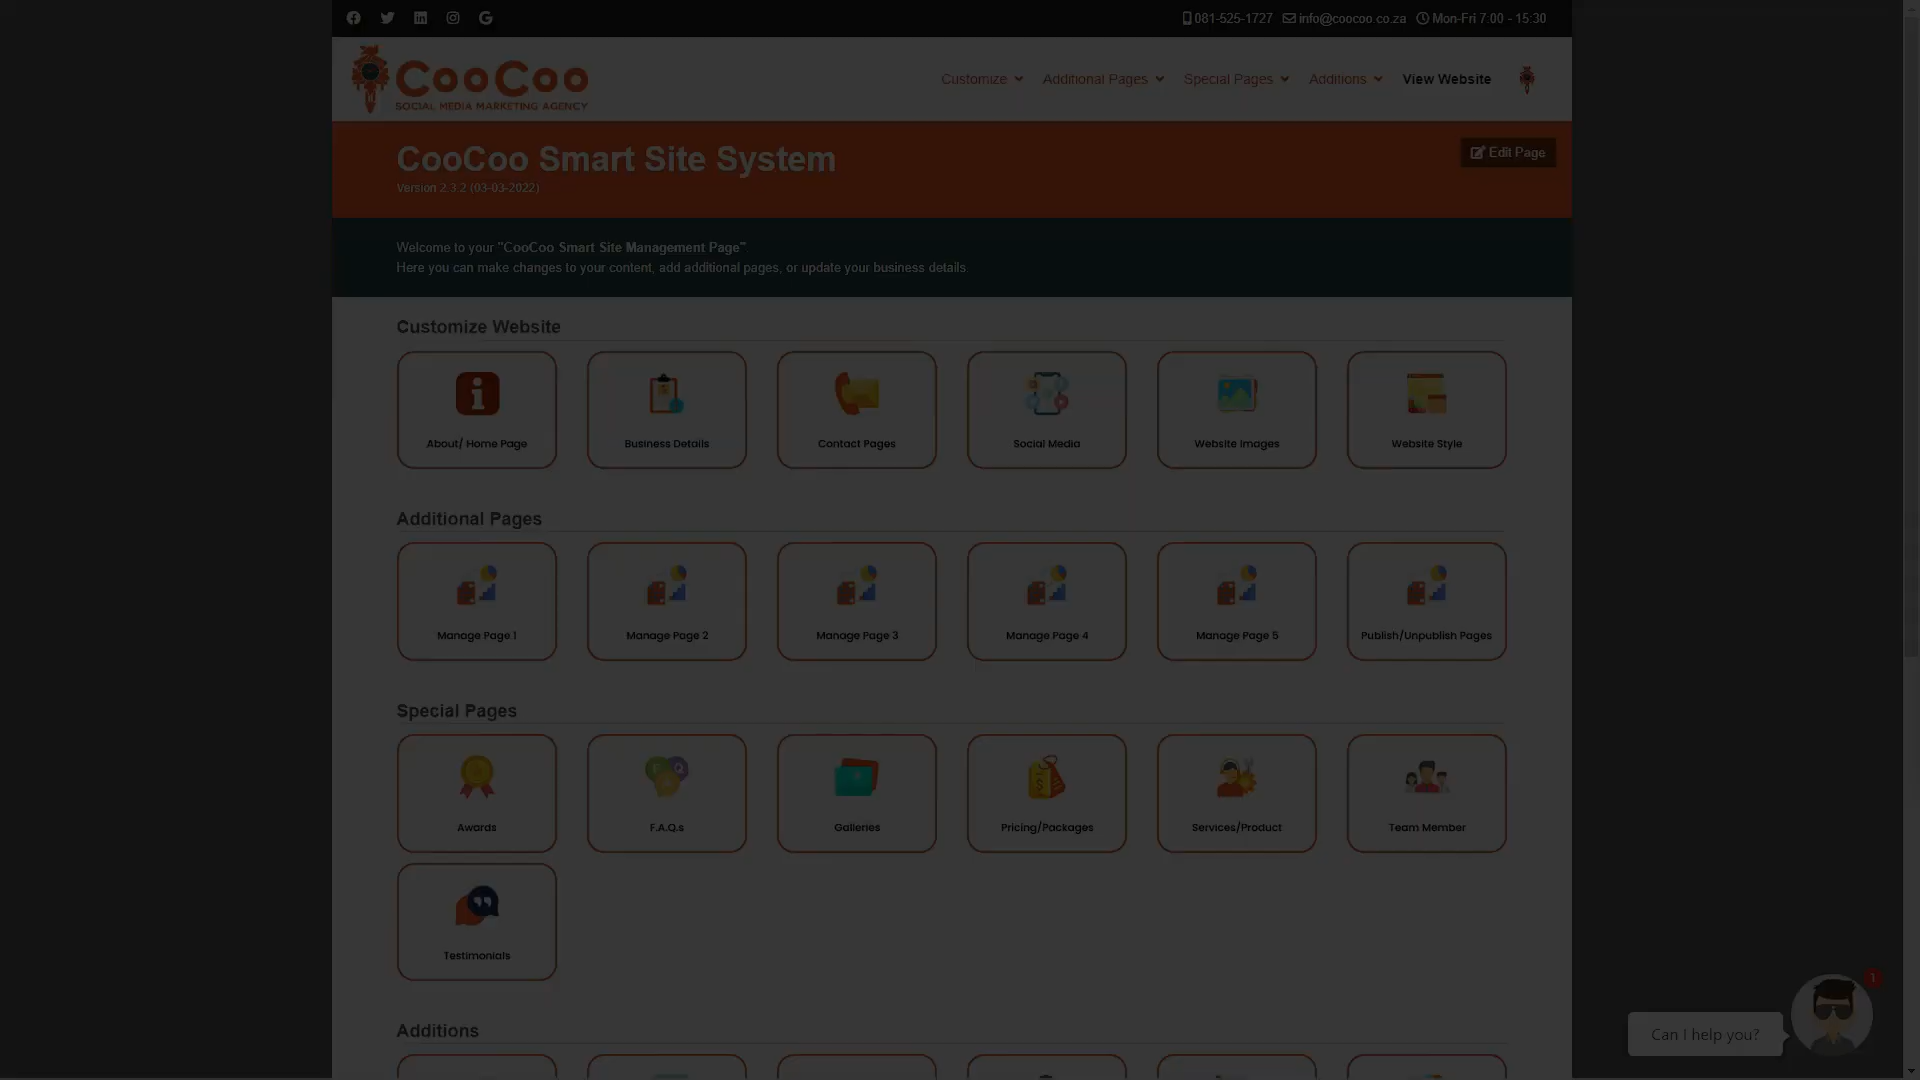 081-525-1727 info@coocoo.co.za Mon-Fri 7:00 - 15:30
CooCoo
SOCIAL MEDIA MARKETING AGENCY
Customize Additional Pages Special Pages Additions View Website
CooCoo Smart Site System
Edit Page
Version 2.3.2 (03-03-2022)
Welcome to your "CooCoo Smart Site Management Page"
Here you can make changes to your content, add additional pages, or update your business details.
Customize Website
About/ Home Page
Business Details
Contact Pages
Social Media
Website Images
Website Style
Additional Pages
Manage Page 1
Manage Page 2
Manage Page 3
Manage Page 4
Manage Page 5
Publish/Unpublish Pages
Special Pages
Awards
F.A.Q.s
Galleries
Pricing/Packages
Services/Product
Team Member
Testimonials
Additions
1
Can I help you?